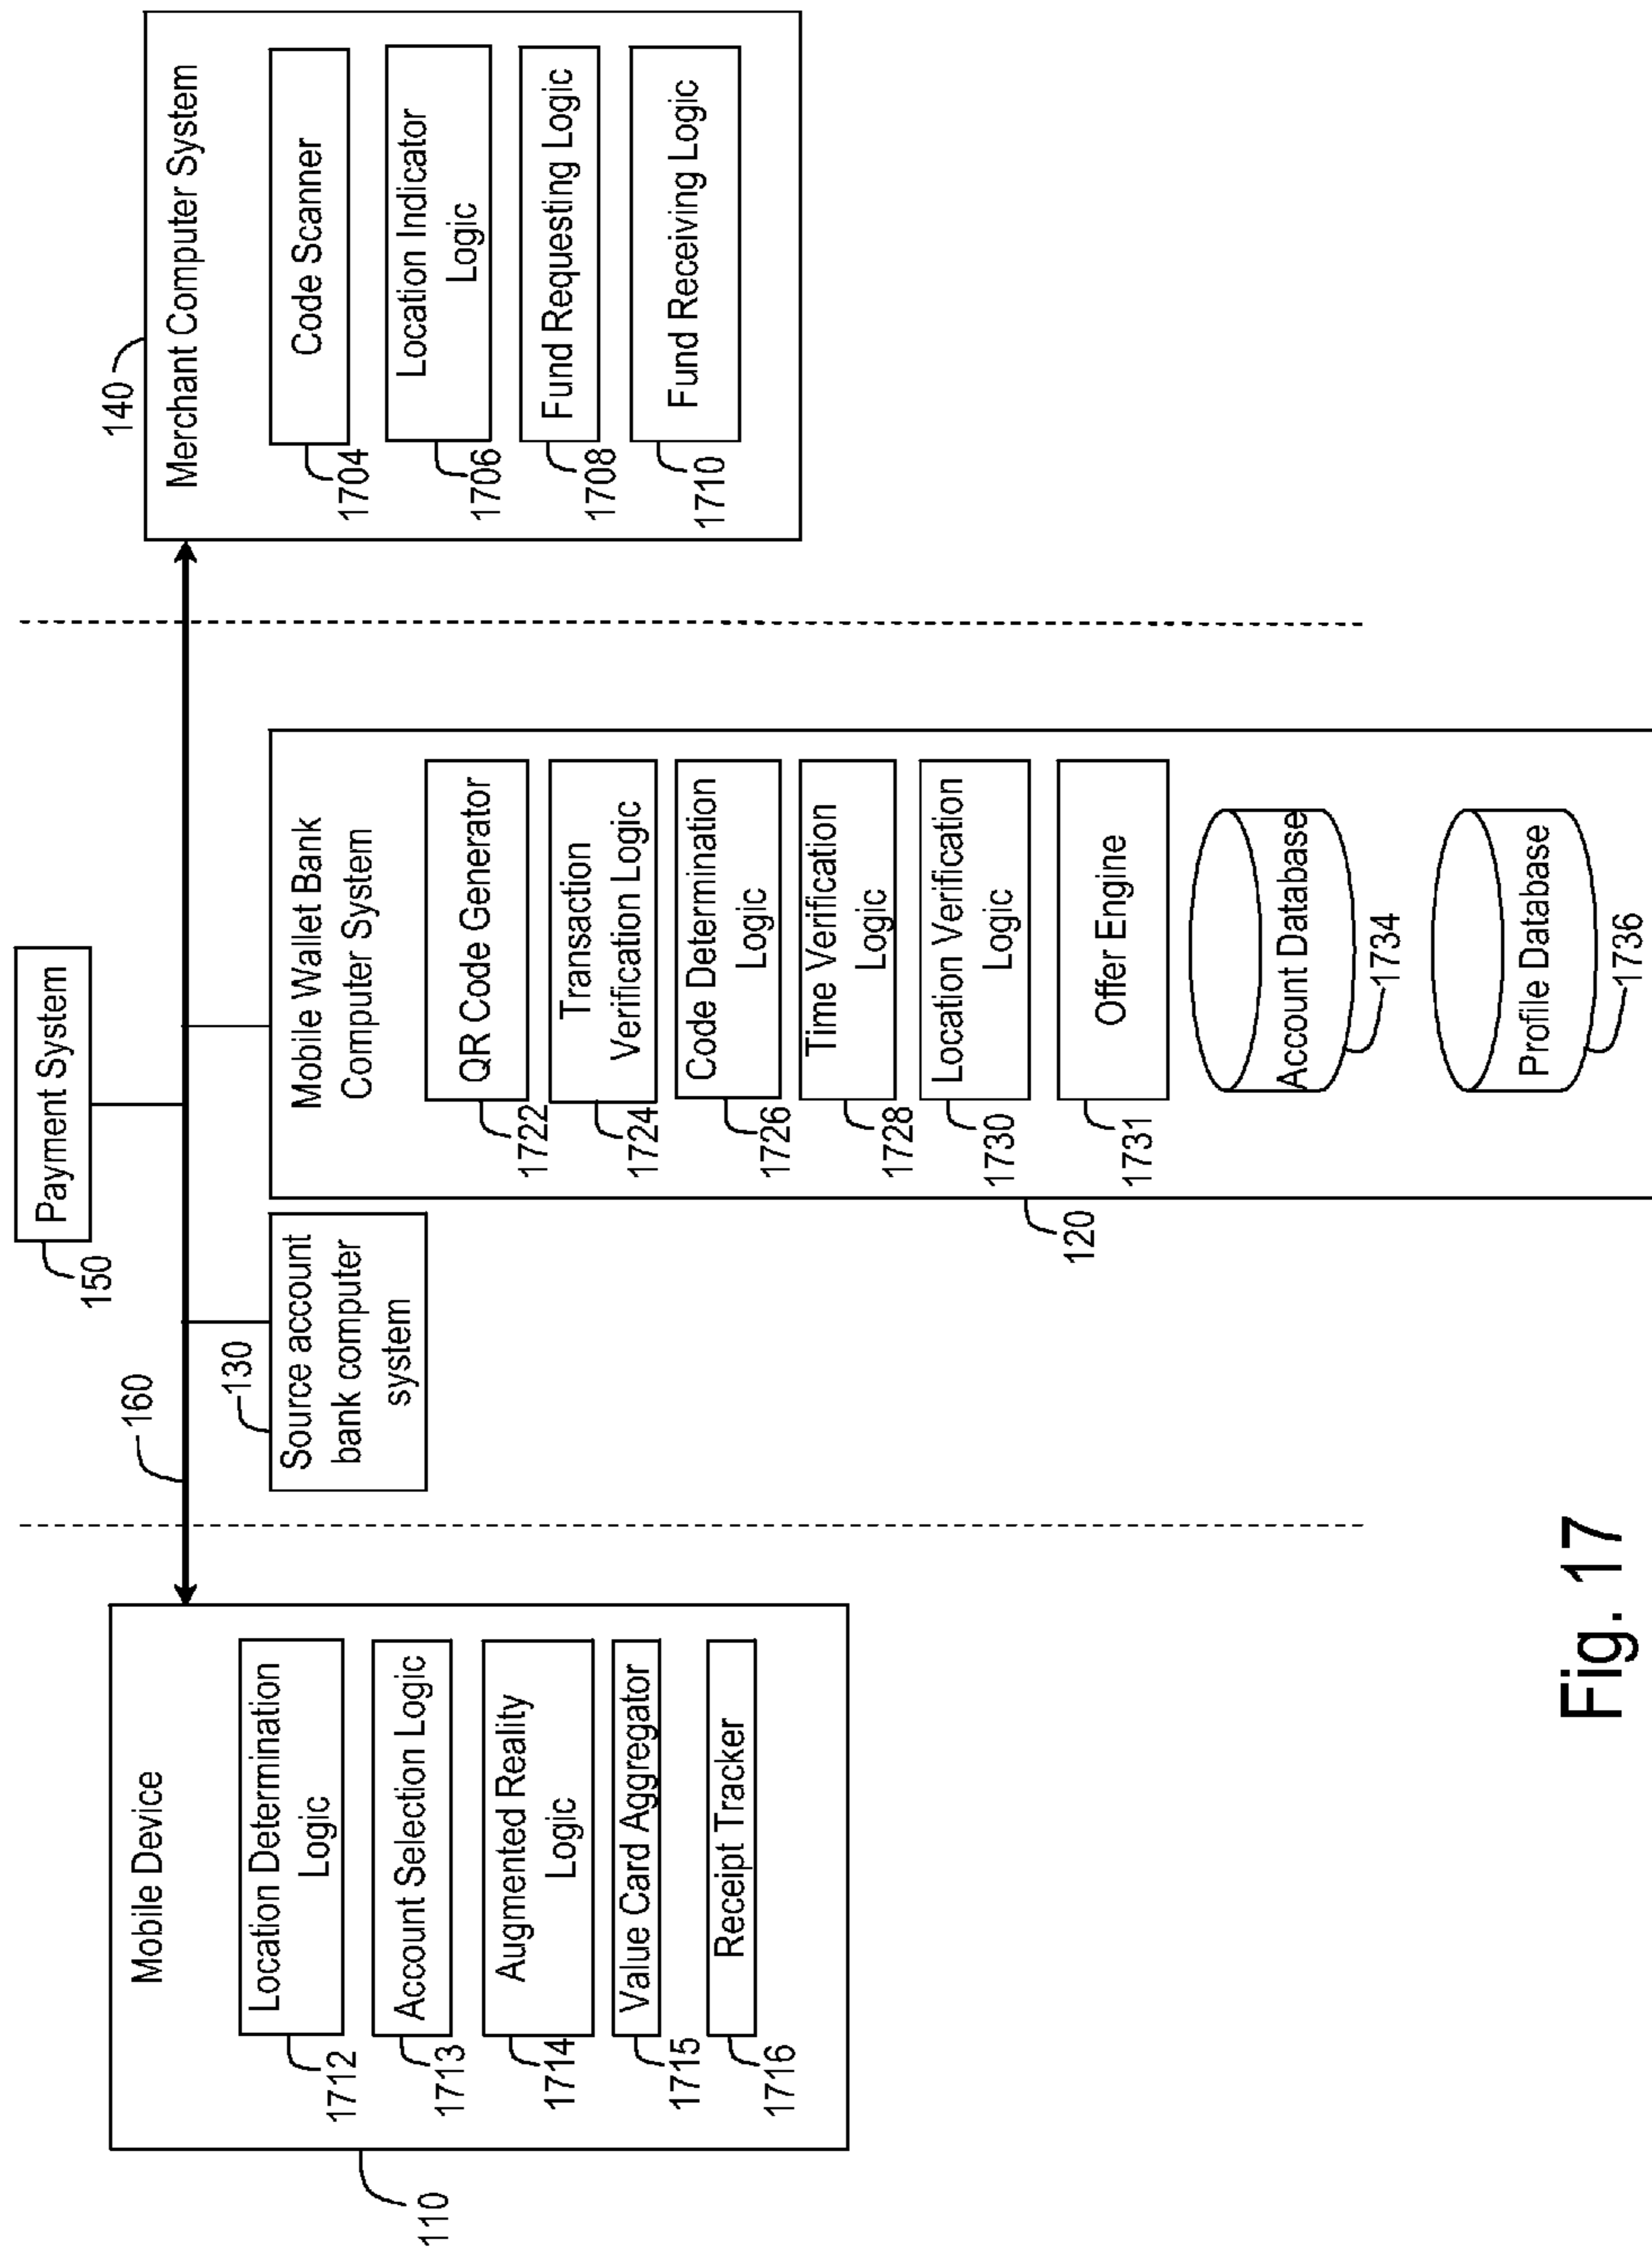 Payment System
150
160
Mobile Device
110
Location Determination
Logic
1712
Account Selection Logic
1713
Augmented Reality
Logic
1714
Value Card Aggregator
1715
Receipt Tracker
1716
130
Source account
bank computer
system
Mobile Wallet Bank
Computer System
120
QR Code Generator
1722
Transaction
Verification Logic
1724
Code Determination
Logic
1726
Time Verification
Logic
1728
Location Verification
Logic
1730
Offer Engine
1731
Account Database
1734
Profile Database
1736
140
Merchant Computer System
Code Scanner
1704
Location Indicator
Logic
1706
Fund Requesting Logic
1708
Fund Receiving Logic
1710
Fig. 17